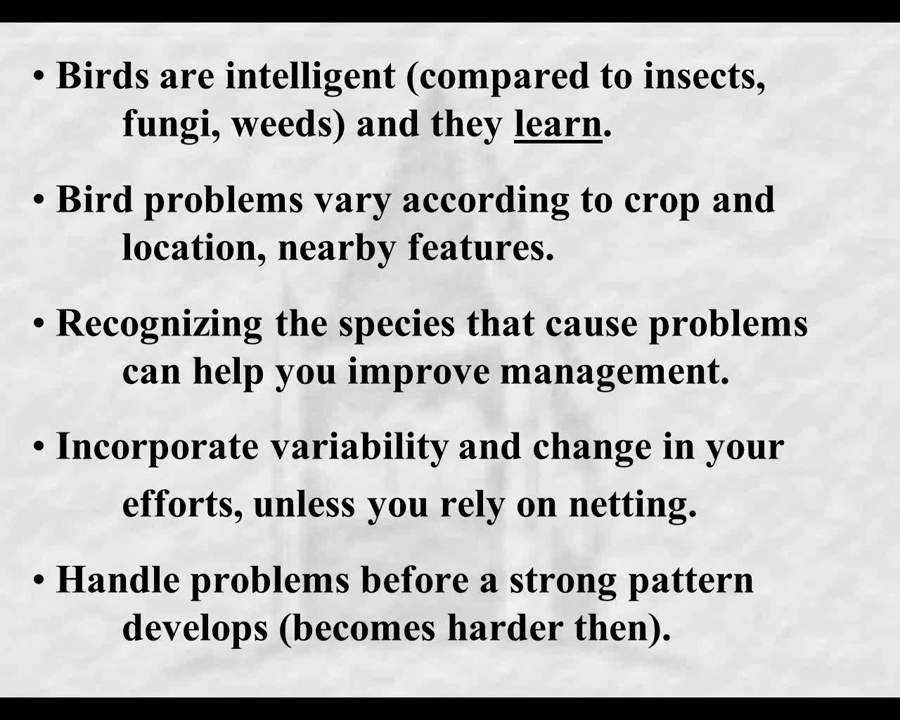 • Birds are intelligent (compared to insects,
fungi, weeds) and they learn.
• Bird problems vary according to crop and
location, nearby features.
• Recognizing the species that cause problems
can help you improve management.
• Incorporate variability and change in your
efforts, unless you rely on netting.
• Handle problems before a strong pattern
develops (becomes harder then).